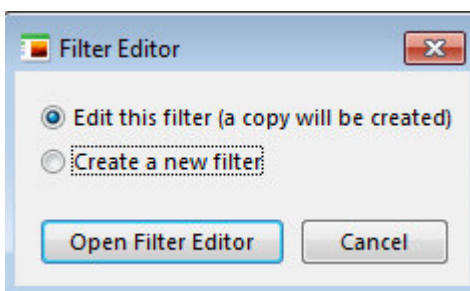 Filter Editor
Edit this filter (a copy will be created)
Create a new filter
Open Filter Editor
Cancel